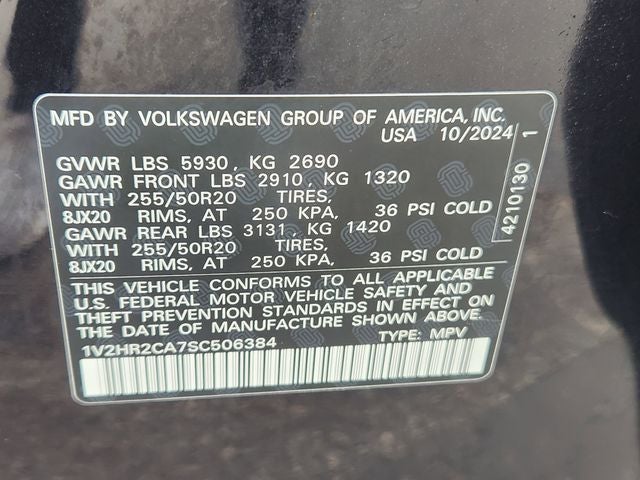 MFD BY VOLKSWAGEN GROUP OF AMERICA, INC.
USA 10/2024
GVWR LBS 5930, KG 2690
GAWR FRONT LBS 2910, KG 1320
WITH 255/50R20 TIRES,
8JX20 RIMS, AT 250 KPA, 36 PSI COLD
GAWR REAR LBS 3131, KG 1420
WITH 255/50R20 TIRES,
8JX20 RIMS, AT 250 KPA, 36 PSI COLD
THIS VEHICLE CONFORMS TO ALL APPLICABLE
U.S. FEDERAL MOTOR VEHICLE SAFETY AND
THEFT PREVENTION STANDARDS IN EFFECT ON
THE DATE OF MANUFACTURE SHOWN ABOVE.
1V2HR2CA7SC506384 TYPE: MPV
4210130 1